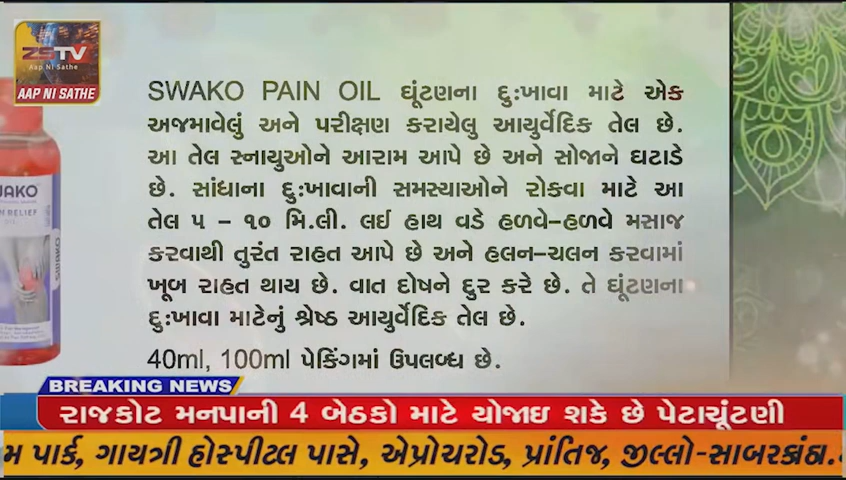 ZSTV
Aap Ni Sathe
AAP NI SATHE
SWAKO PAIN OIL ઘૂંટણના દુઃખાવા માટે એક
અજમાવેલું અને પરીક્ષણ કરાયેલુ આયુર્વેદિક તેલ છે.
આ તેલ સ્નાયુઓને આરામ આપે છે અને સોજાને ઘટાડે
છે. સાંધાના દુઃખાવાની સમસ્યાઓને રોકવા માટે આ
તેલ ૫ – ૧૦ મિ.લી. લઈ હાથ વડે હળવે–હળવે મસાજ
કરવાથી તુરંત રાહત આપે છે અને હલન–ચલન કરવામાં
ખૂબ રાહત થાય છે. વાત દોષને દુર કરે છે. તે ઘૂંટણના
દુઃખાવા માટેનું શ્રેષ્ઠ આયુર્વેદિક તેલ છે.
40ml, 100ml પેકિંગમાં ઉપલબ્ધ છે.
RELIEF
SWAKO
BREAKING NEWS
રાજકોટ મનપાની 4 બેઠકો માટે યોજાઇ શકે છે પેટાચૂંટણી
મ પાર્ક, ગાયત્રી હોસ્પીટલ પાસે, એપ્રોચરોડ, પ્રાંતિજ, જીલ્લો-સાબરકાંઠા.